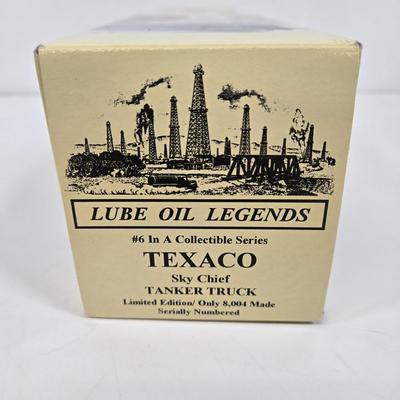 LUBE OIL LEGENDS
#6 In A Collectible Series
TEXACO
Sky Chief
TANKER TRUCK
Limited Edition/ Only 8,004 Made
Serially Numbered